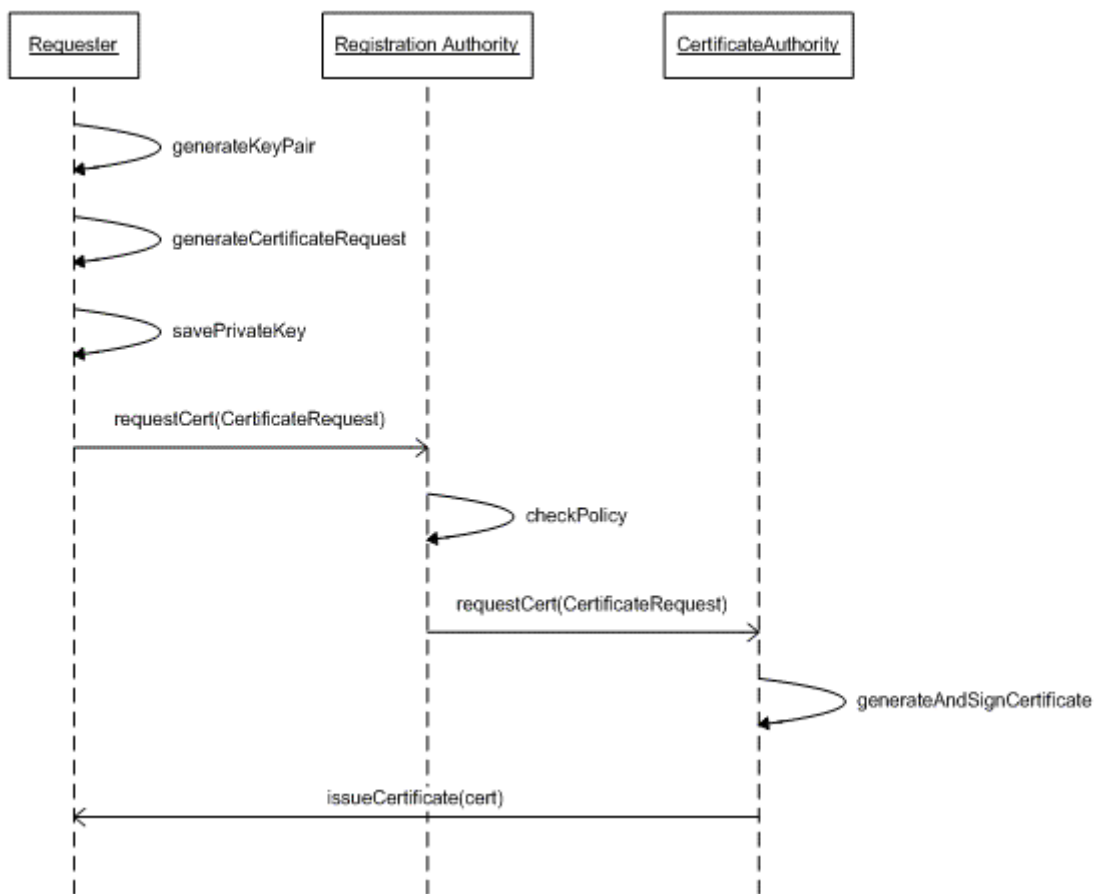 Requester
Registration Authority
CertificateAuthority
generateKeyPair
generateCertificateRequest
savePrivateKey
requestCert(CertificateRequest)
checkPolicy
requestCert(CertificateRequest)
generateAndSignCertificate
issueCertificate(cert)